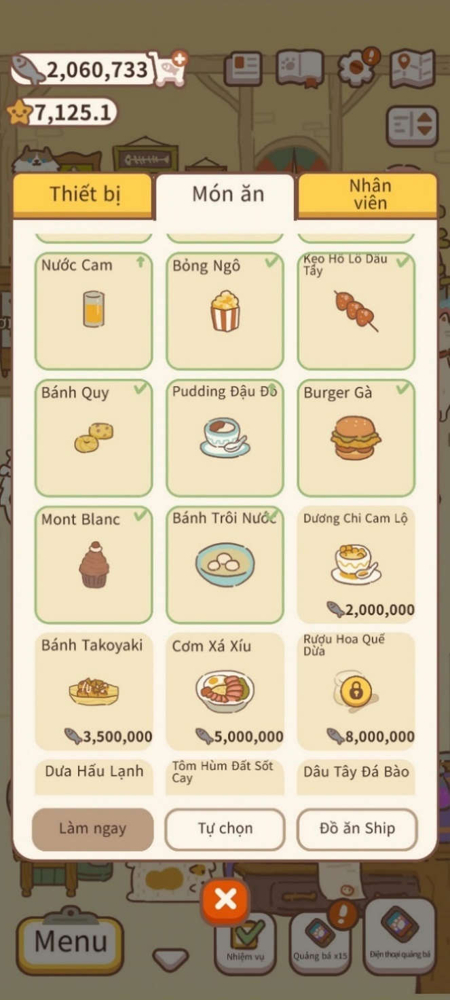 2,060,733
7,125.1
Thiết bị
Món ăn
Nhân
viên
Nước Cam
Bỏng Ngô
Kẹo Hồ Lô Dâu
Tây
Bánh Quy
Pudding Đậu Đỏ
Burger Gà
Mont Blanc
Bánh Trôi Nước
Dương Chi Cam Lộ
2,000,000
Bánh Takoyaki
Cơm Xá Xíu
Rượu Hoa Quế
Dừa
3,500,000
5,000,000
8,000,000
Dưa Hấu Lạnh
Tôm Hùm Đất Sốt
Cay
Dâu Tây Đá Bào
Làm ngay
Tự chọn
Đồ ăn Ship
Menu
Nhiệm vụ
Quảng bá x15
Điện thoại quảng bá